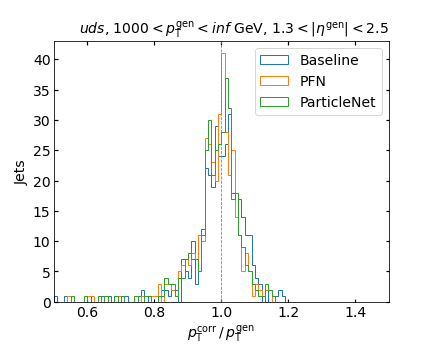 uds, 1000 < p_T^gen < inf GeV, 1.3 < |η^gen| < 2.5
Baseline
PFN
ParticleNet
Jets
40
35
30
25
20
15
10
5
0
0.6 0.8 1.0 1.2 1.4
p_T^corr / p_T^gen